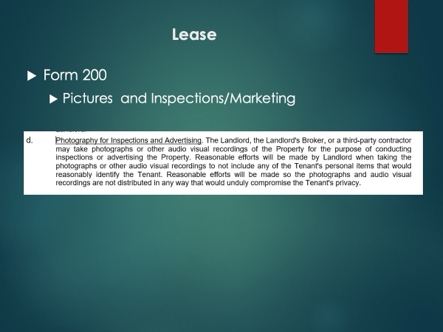 Lease
Form 200
Pictures and Inspections/Marketing
d. Photography for Inspections and Advertising. The Landlord, the Landlord's Broker, or a third-party contractor
may take photographs or other audio visual recordings of the Property for the purpose of conducting
inspections or advertising the Property. Reasonable efforts will be made by Landlord when taking the
photographs or other audio visual recordings to not include any of the Tenant's personal items that would
reasonably identify the Tenant. Reasonable efforts will be made so the photographs and audio visual
recordings are not distributed in any way that would unduly compromise the Tenant's privacy.